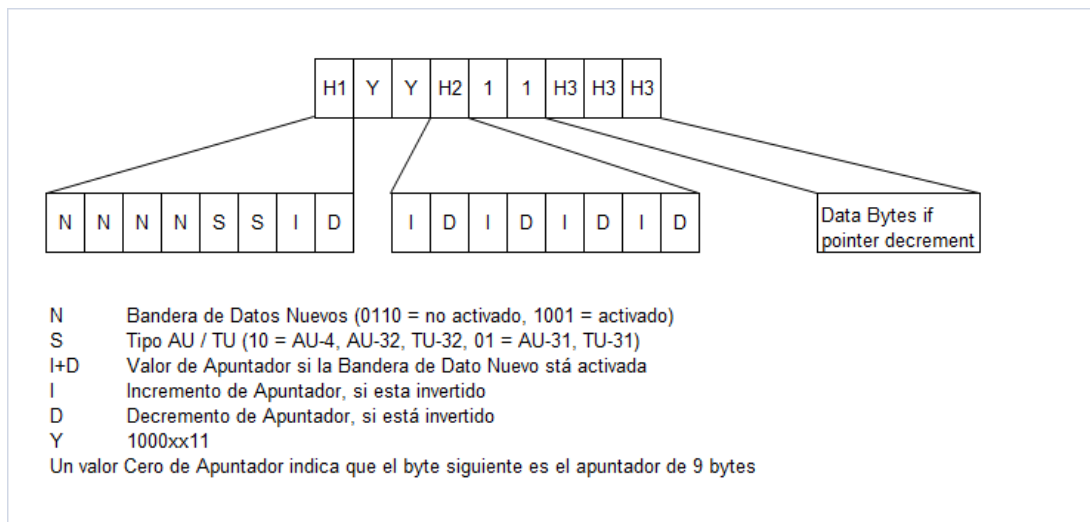 H1 Y Y H2 1 1 H3 H3 H3
N N N N S S I D I D I D I D I D
Data Bytes if
pointer decrement
N Bandera de Datos Nuevos (0110 = no activado, 1001 = activado)
S Tipo AU / TU (10 = AU-4, AU-32, TU-32, 01 = AU-31, TU-31)
I+D Valor de Apuntador si la Bandera de Dato Nuevo stá activada
I Incremento de Apuntador, si esta invertido
D Decremento de Apuntador, si está invertido
Y 1000xx11
Un valor Cero de Apuntador indica que el byte siguiente es el apuntador de 9 bytes